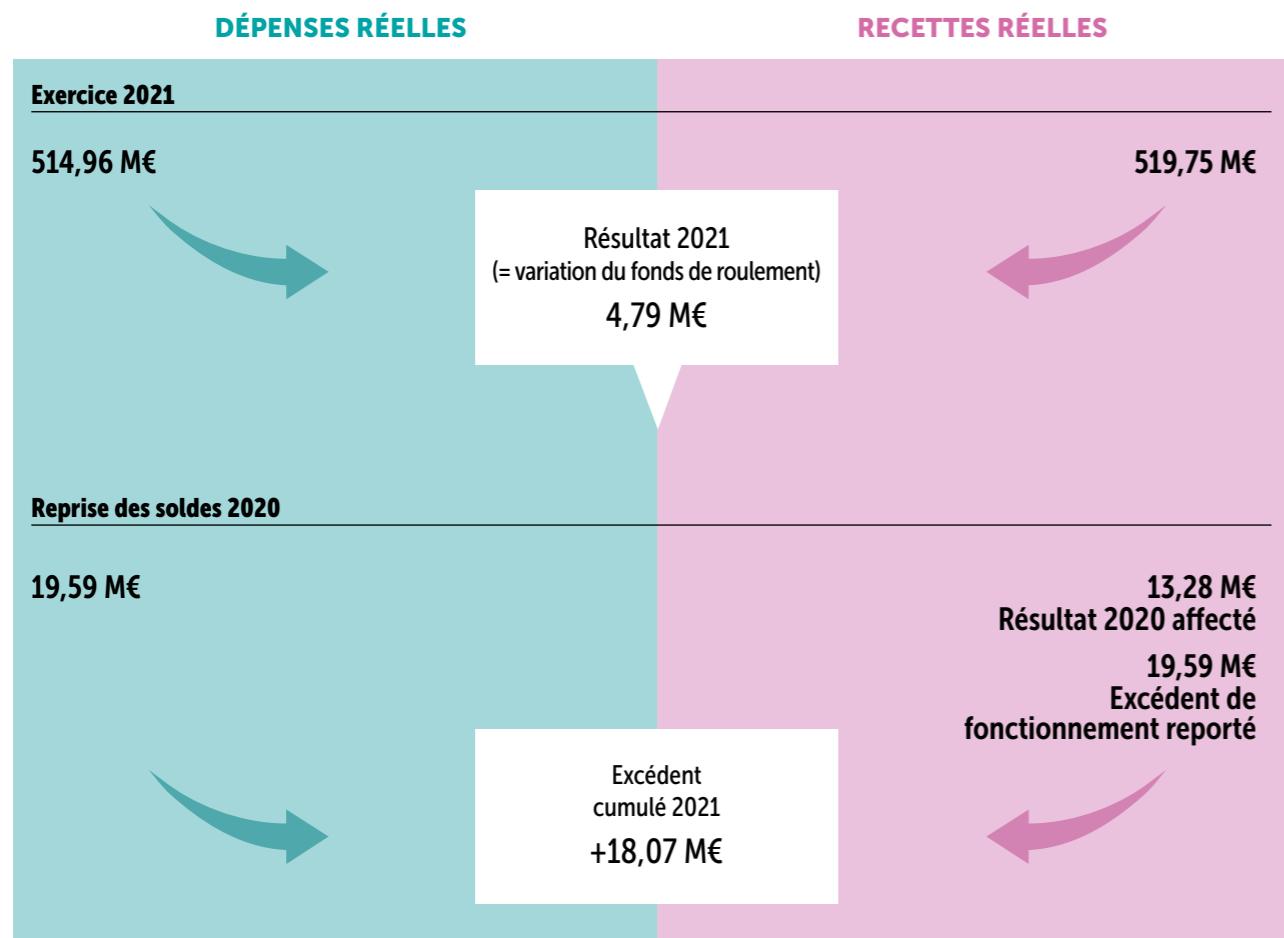 DÉPENSES RÉELLES
RECETTES RÉELLES
Exercice 2021
514,96 M€
519,75 M€
Résultat 2021
(= variation du fonds de roulement)
4,79 M€
Reprise des soldes 2020
19,59 M€
13,28 M€
Résultat 2020 affecté
19,59 M€
Excédent de
fonctionnement reporté
Excédent
cumulé 2021
+18,07 M€